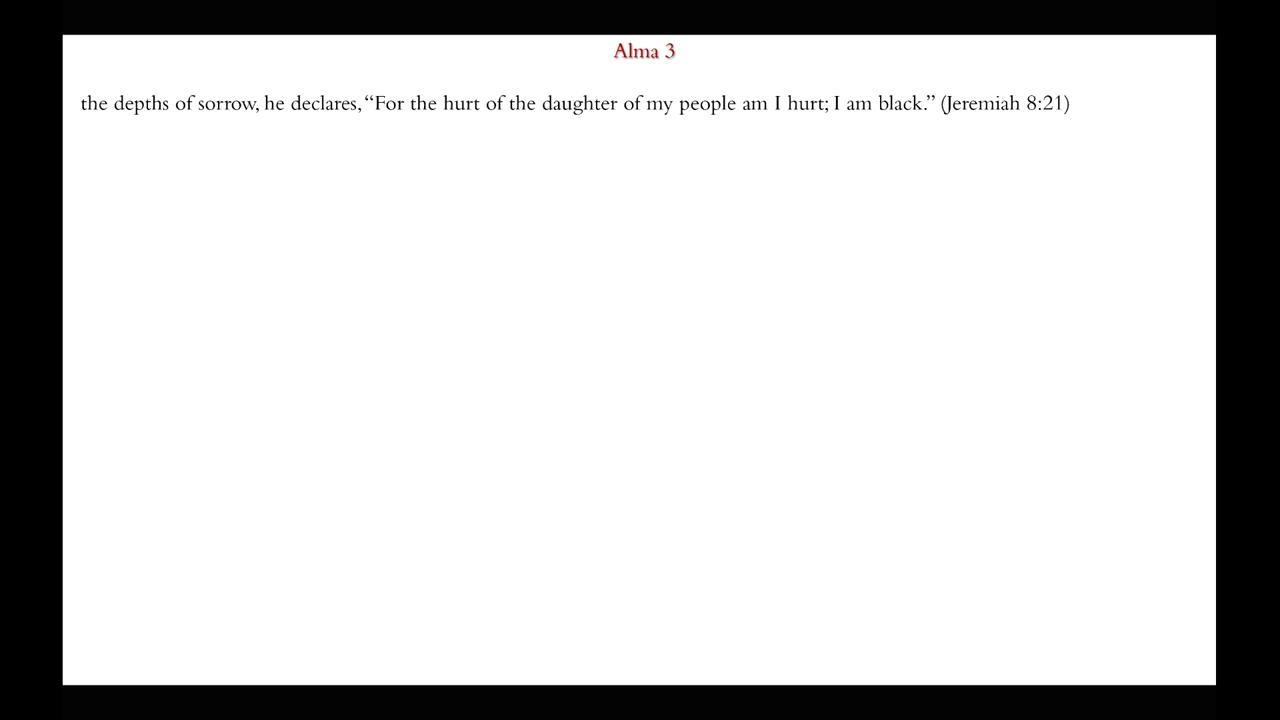 Alma 3
the depths of sorrow, he declares, “For the hurt of the daughter of my people am I hurt; I am black.” (Jeremiah 8:21)